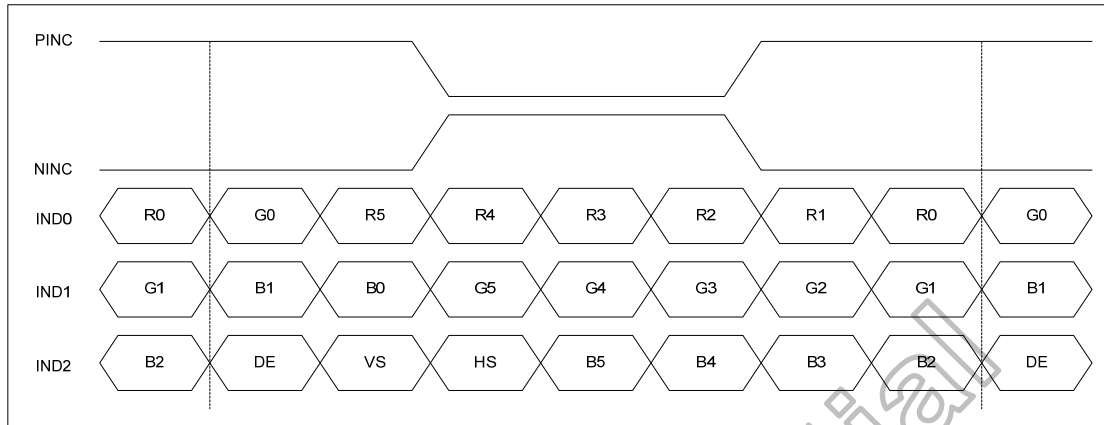 PINC
NINC
IND0 R0 G0 R5 R4 R3 R2 R1 R0 G0
IND1 G1 B1 B0 G5 G4 G3 G2 G1 B1
IND2 B2 DE VS HS B5 B4 B3 B2 DE